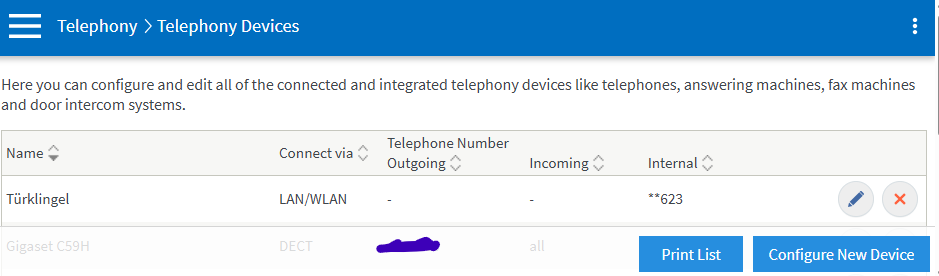 Telephony > Telephony Devices
Here you can configure and edit all of the connected and integrated telephony devices like telephones, answering machines, fax machines
and door intercom systems.
Telephone Number
Name Connect via Outgoing Incoming Internal
Türklingel LAN/WLAN - - **623
Gigaset C59H DECT all
Print List Configure New Device